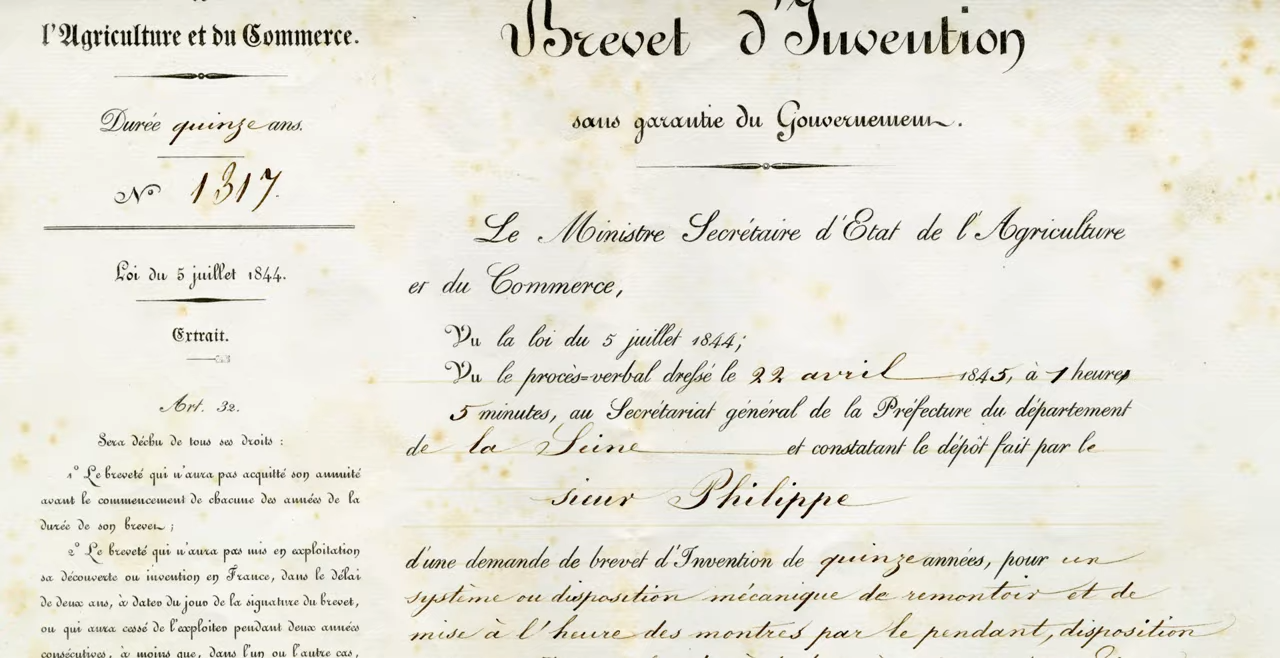 l'Agriculture et du Commerce.
Durée quinze ans.
N° 1317.
Loi du 5 juillet 1844.
Extrait.
Art. 32.
Sera déchu de tous ses droits :
1° Le breveté qui n'aura pas acquitté son annuité
avant le commencement de chacune des années de la
durée de son brevet ;
2° Le breveté qui n'aura pas mis en exploitation
sa découverte ou invention en France, dans le délai
de deux ans, à dater du jour de la signature du brevet,
ou qui aura cessé de l'exploiter pendant deux années
consécutives, à moins que, dans l'un ou l'autre cas,
Brevet d'Invention
sans garantie du Gouvernement.
Le Ministre Secrétaire d'Etat de l'Agriculture
et du Commerce,
Vu la loi du 5 juillet 1844;
Vu le procès=verbal dressé le 22 avril 1845, à 1 heures
5 minutes, au Secrétariat général de la Préfecture du département
de la Seine et constatant le dépôt fait par le
sieur Philippe
d'une demande de brevet d'Invention de quinze années, pour un
système ou disposition mécanique de remontoir et de
mise à l'heure des montres par le pendant, disposition